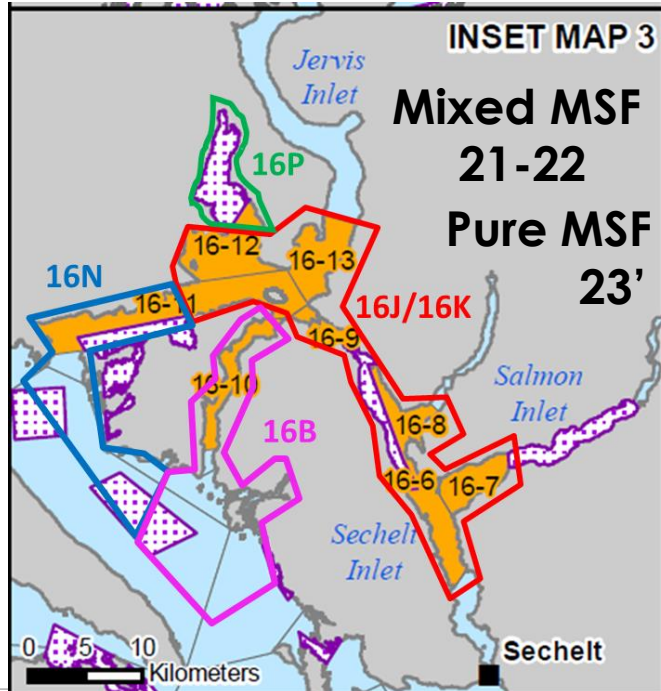 INSET MAP 3
Jervis
Inlet
Mixed MSF
21-22
Pure MSF
23'
16P
16-12
16-13
16N
16-11
16J/16K
16-9
16-10
Salmon
Inlet
16B
16-8
16-6
16-7
Sechelt
Inlet
0 5 10
Kilometers
Sechelt